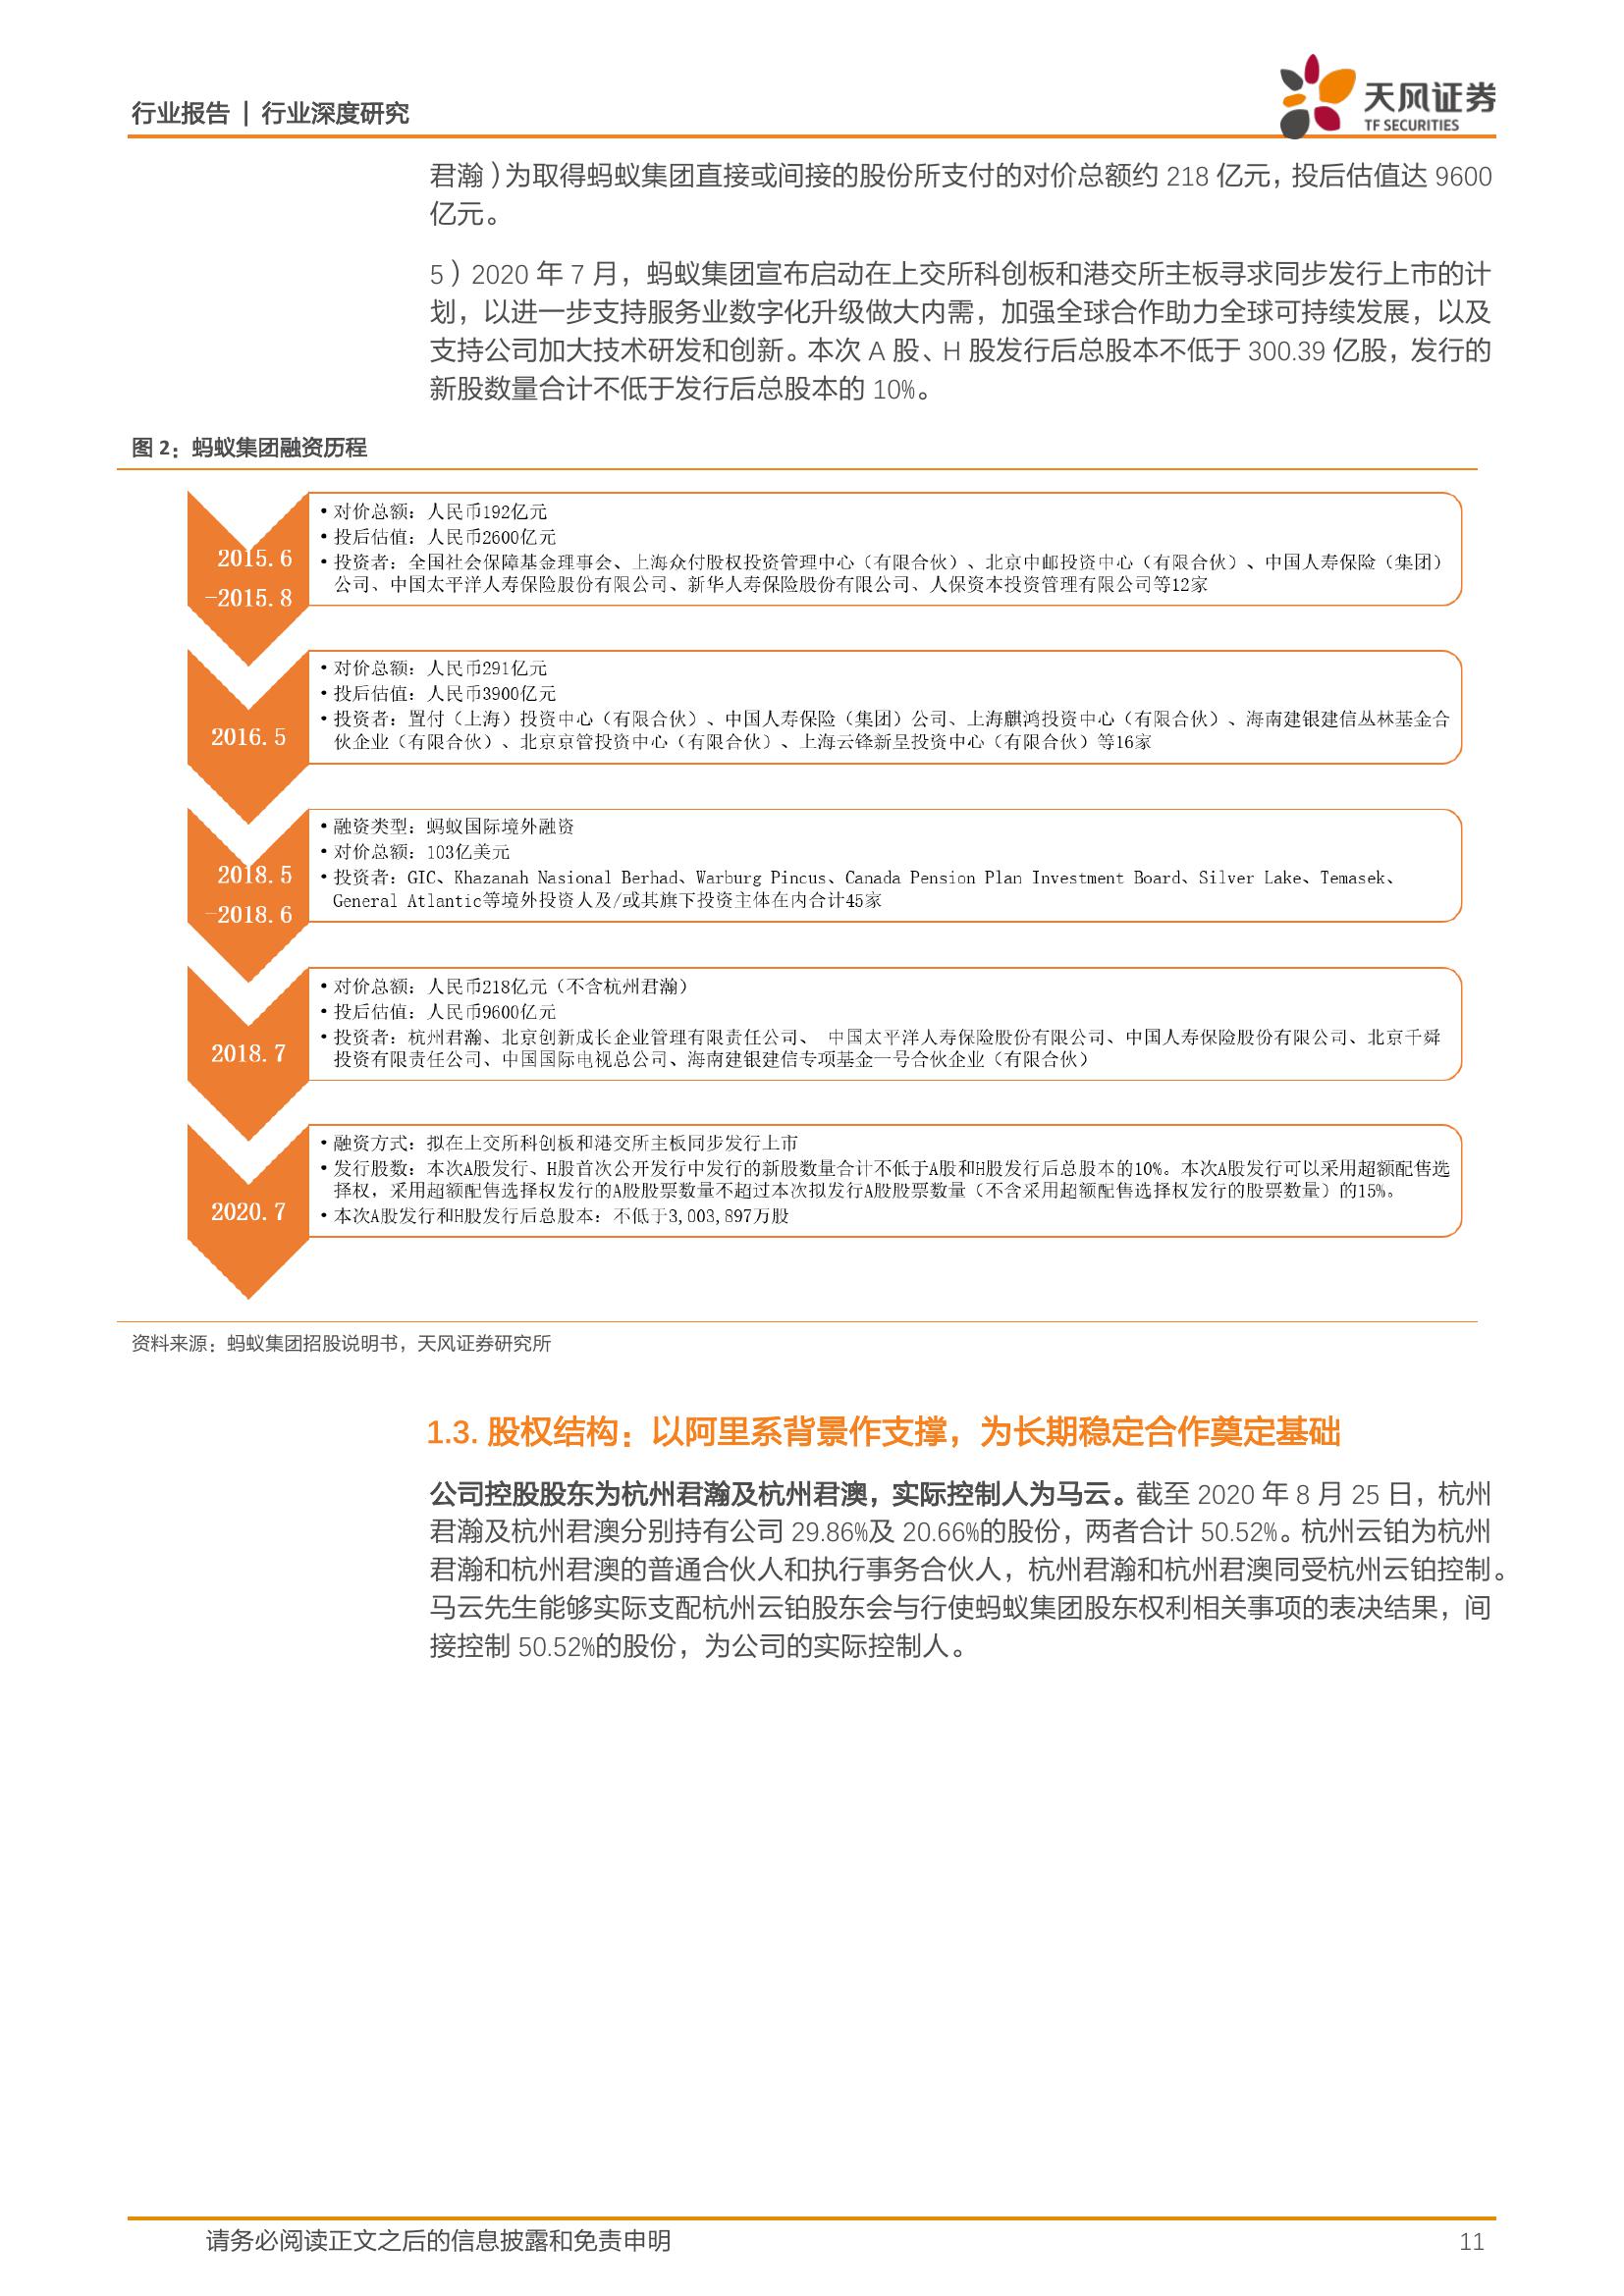 行业报告 | 行业深度研究
天风证券
TF SECURITIES
君瀚）为取得蚂蚁集团直接或间接的股份所支付的对价总额约 218 亿元，投后估值达 9600
亿元。
5）2020 年 7 月，蚂蚁集团宣布启动在上交所科创板和港交所主板寻求同步发行上市的计
划，以进一步支持服务业数字化升级做大内需，加强全球合作助力全球可持续发展，以及
支持公司加大技术研发和创新。本次 A 股、H 股发行后总股本不低于 300.39 亿股，发行的
新股数量合计不低于发行后总股本的 10%。
图 2：蚂蚁集团融资历程
2015.6
-2015.8
•对价总额：人民币192亿元
•投后估值：人民币2600亿元
•投资者：全国社会保障基金理事会、上海众付股权投资管理中心（有限合伙）、北京中邮投资中心（有限合伙）、中国人寿保险（集团）
公司、中国太平洋人寿保险股份有限公司、新华人寿保险股份有限公司、人保资本投资管理有限公司等12家
2016.5
•对价总额：人民币291亿元
•投后估值：人民币3900亿元
•投资者：置付（上海）投资中心（有限合伙）、中国人寿保险（集团）公司、上海麒鸿投资中心（有限合伙）、海南建银建信丛林基金合
伙企业（有限合伙）、北京京管投资中心（有限合伙）、上海云锋新呈投资中心（有限合伙）等16家
2018.5
-2018.6
•融资类型：蚂蚁国际境外融资
•对价总额：103亿美元
•投资者：GIC、Khazanah Nasional Berhad、Warburg Pincus、Canada Pension Plan Investment Board、Silver Lake、Temasek、
General Atlantic等境外投资人及/或其旗下投资主体在内合计45家
2018.7
•对价总额：人民币218亿元（不含杭州君瀚）
•投后估值：人民币9600亿元
•投资者：杭州君瀚、北京创新成长企业管理有限责任公司、 中国太平洋人寿保险股份有限公司、中国人寿保险股份有限公司、北京千舜
投资有限责任公司、中国国际电视总公司、海南建银建信专项基金一号合伙企业（有限合伙）
2020.7
•融资方式：拟在上交所科创板和港交所主板同步发行上市
•发行股数：本次A股发行、H股首次公开发行中发行的新股数量合计不低于A股和H股发行后总股本的10%。本次A股发行可以采用超额配售选
择权，采用超额配售选择权发行的A股股票数量不超过本次拟发行A股股票数量（不含采用超额配售选择权发行的股票数量）的15%。
•本次A股发行和H股发行后总股本：不低于3,003,897万股
资料来源：蚂蚁集团招股说明书，天风证券研究所
1.3. 股权结构：以阿里系背景作支撑，为长期稳定合作奠定基础
公司控股股东为杭州君瀚及杭州君澳，实际控制人为马云。截至 2020 年 8 月 25 日，杭州
君瀚及杭州君澳分别持有公司 29.86%及 20.66%的股份，两者合计 50.52%。杭州云铂为杭州
君瀚和杭州君澳的普通合伙人和执行事务合伙人，杭州君瀚和杭州君澳同受杭州云铂控制。
马云先生能够实际支配杭州云铂股东会与行使蚂蚁集团股东权利相关事项的表决结果，间
接控制 50.52%的股份，为公司的实际控制人。
请务必阅读正文之后的信息披露和免责申明
11